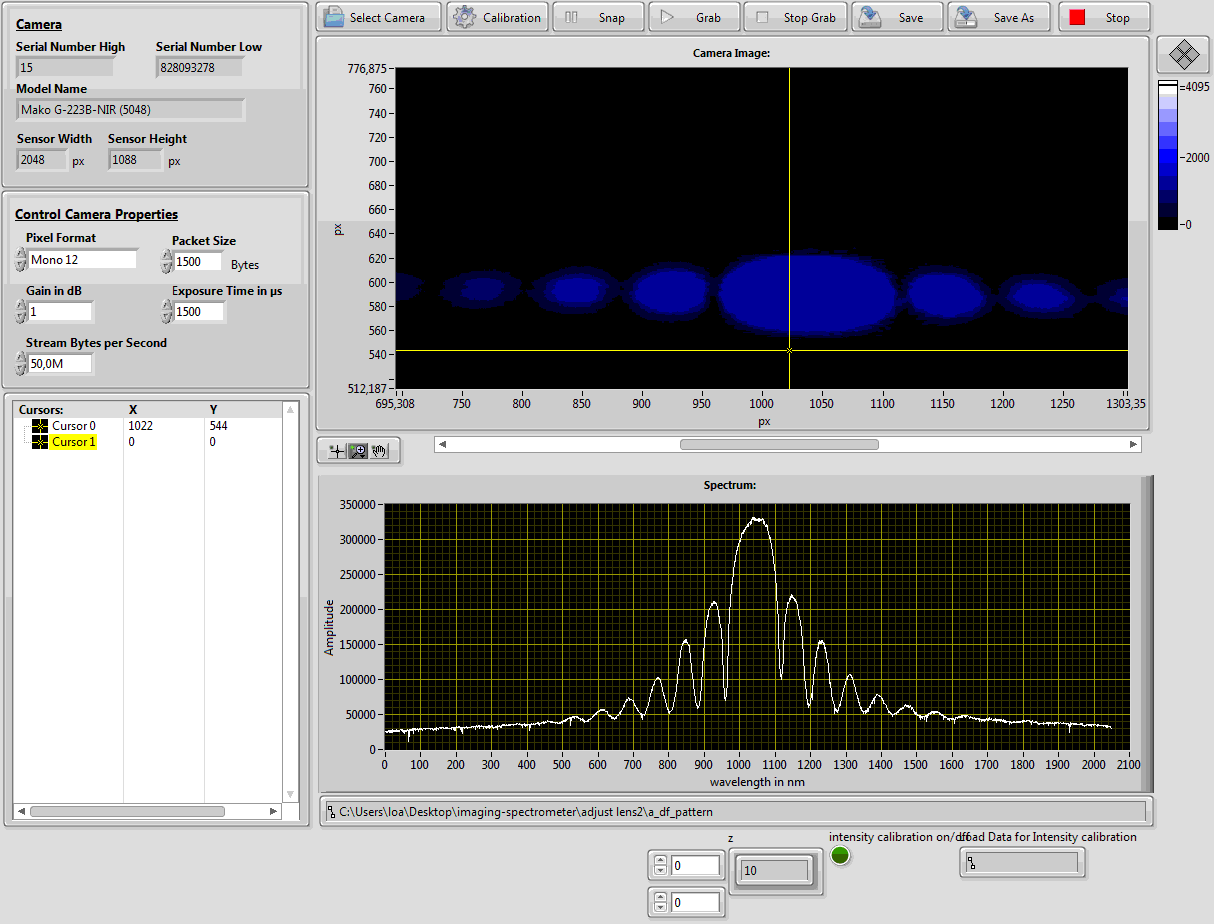 Select Camera Calibration Snap Grab Stop Grab Save Save As Stop
Camera
Serial Number High Serial Number Low
15 828093278
Model Name
Mako G-223B-NIR (5048)
Sensor Width Sensor Height
2048 px 1088 px
Control Camera Properties
Pixel Format Packet Size
Mono 12 1500 Bytes
Gain in dB Exposure Time in µs
1 1500
Stream Bytes per Second
50,0M
Cursors: X Y
Cursor 0 1022 544
Cursor 1 0 0
Camera Image:
776,875
760
740
720
700
680
660
640
620
600
580
560
540
512,187
px
695,308 750 800 850 900 950 1000 1050 1100 1150 1200 1250 1303,35
px
=4095
2000
0
Spectrum:
350000
300000
250000
200000
150000
100000
50000
0
Amplitude
0 100 200 300 400 500 600 700 800 900 1000 1100 1200 1300 1400 1500 1600 1700 1800 1900 2000 2100
wavelength in nm
C:\Users\loa\Desktop\imaging-spectrometer\adjust lens2\a_df_pattern
z
0
10
0
intensity calibration on/off
Data for Intensity calibration